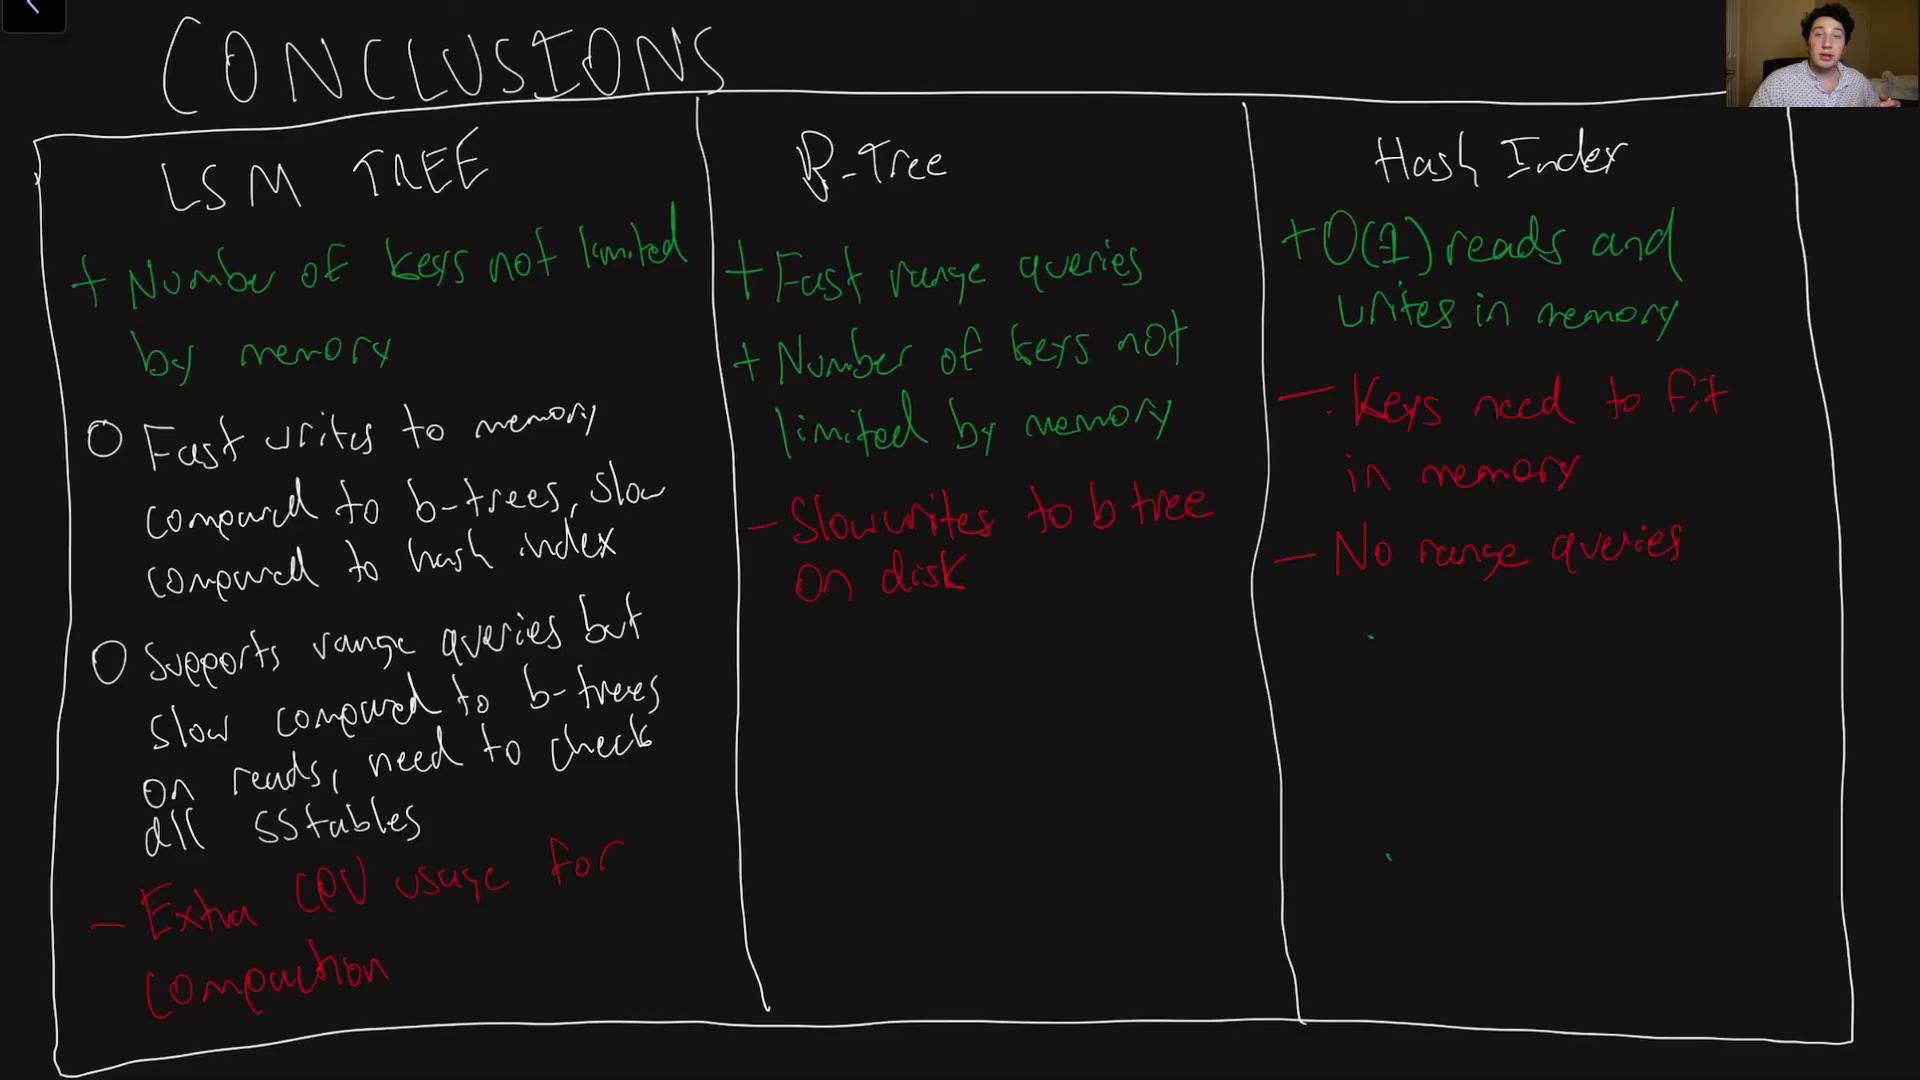 CONCLUSIONS
LSM TREE
+ Number of keys not limited
by memory
O Fast writes to memory
compared to b-trees, slow
compared to hash index
O Supports range queries but
slow compared to b-trees
on reads, need to check
all SStables
- Extra CPU usage for
compaction
B-Tree
+ Fast range queries
+ Number of keys not
limited by memory
- Slow writes to b tree
on disk
Hash Index
+ O(1) reads and
writes in memory
- Keys need to fit
in memory
- No range queries